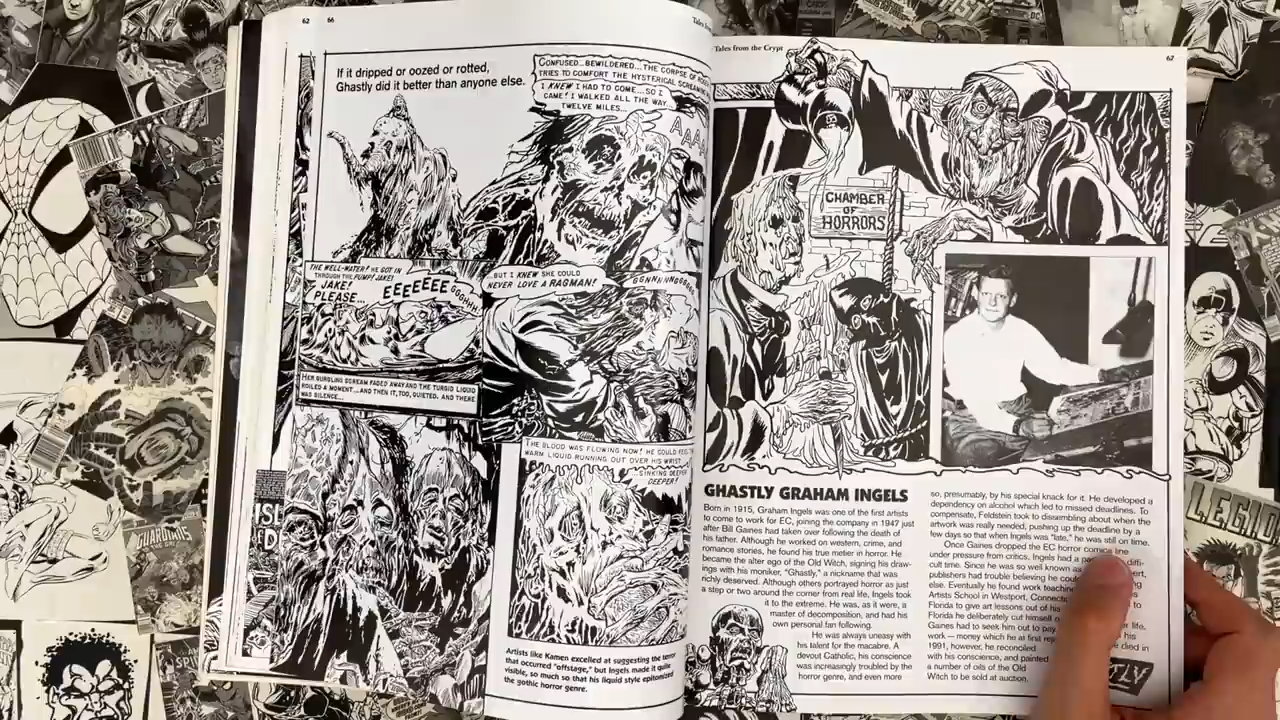 62
66
Tales from
If it dripped or oozed or rotted,
Ghastly did it better than anyone else.
CONFUSED...BEWILDERED...THE CORPSE OF
TRIES TO COMFORT THE HYSTERICAL
I KNEW I HAD TO COME...SO I
CAME! I WALKED ALL THE WAY.
TWELVE MILES...
THE WELL-WATER! HE GOT IN
THROUGH THE PUMP! JAKE!
JAKE!
PLEASE...
EEEEEEE
...BUT I KNEW SHE COULD
NEVER LOVE A RAGMAN!
HER GURGLING SCREAM FADED AWAY AND THE TURGID LIQUID
ROILED A MOMENT...AND THEN IT, TOO, QUIETED. AND THERE
WAS SILENCE...
THE BLOOD WAS FLOWING NOW! HE COULD FEEL
WARM LIQUID RUNNING OUT OVER HIS WRIST
...SINKING DEEPER
DEEPER!
Artists like Kamen excelled at suggesting the terror
that occurred "offstage," but Ingels made it quite
visible, so much so that his liquid style epitomized
the gothic horror genre.
Tales from the Crypt
67
CHAMBER
OF
HORRORS
GHASTLY GRAHAM INGELS
Born in 1915, Graham Ingels was one of the first artists
to come to work for EC, joining the company in 1947 just
after Bill Gaines had taken over following the death of
his father. Although he worked on western, crime, and
romance stories, he found his true metier in horror. He
became the alter ego of the Old Witch, signing his draw-
ings with his moniker, "Ghastly," a nickname that was
richly deserved. Although others portrayed horror as just
a step or two around the corner from real life, Ingels took
it to the extreme. He was, as it were, a
master of decomposition, and had his
own personal fan following.
He was always uneasy with
his talent for the macabre. A
devout Catholic, his conscience
was increasingly troubled by the
horror genre, and even more
so, presumably, by his special knack for it. He developed a
dependency on alcohol which led to missed deadlines. To
compensate, Feldstein took to dissembling about when the
artwork was really needed, pushing up the deadline by a
few days so that when Ingels was "late," he was still on time.
Once Gaines dropped the EC horror comics line
under pressure from critics, Ingels had a diffi-
cult time. Since he was so well known as
publishers had trouble believing he could
else. Eventually he found work teaching
Artists School in Westport,
Florida to give art lessons out of his
Florida he deliberately cut himself life.
Gaines had to seek him out to pay his
work — money which he at first died in
1991, however, he reconciled
with his conscience, and painted
a number of oils of the Old
Witch to be sold at auction.
GUARDIANS